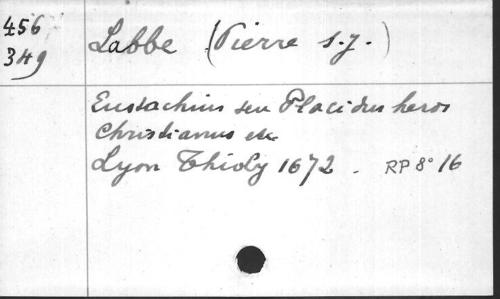 456
349
Labbe (Pierre s.j.)
Eustachius seu Placidus heros
Christianus etc
Lyon Thioly 1672. RP 8° 16